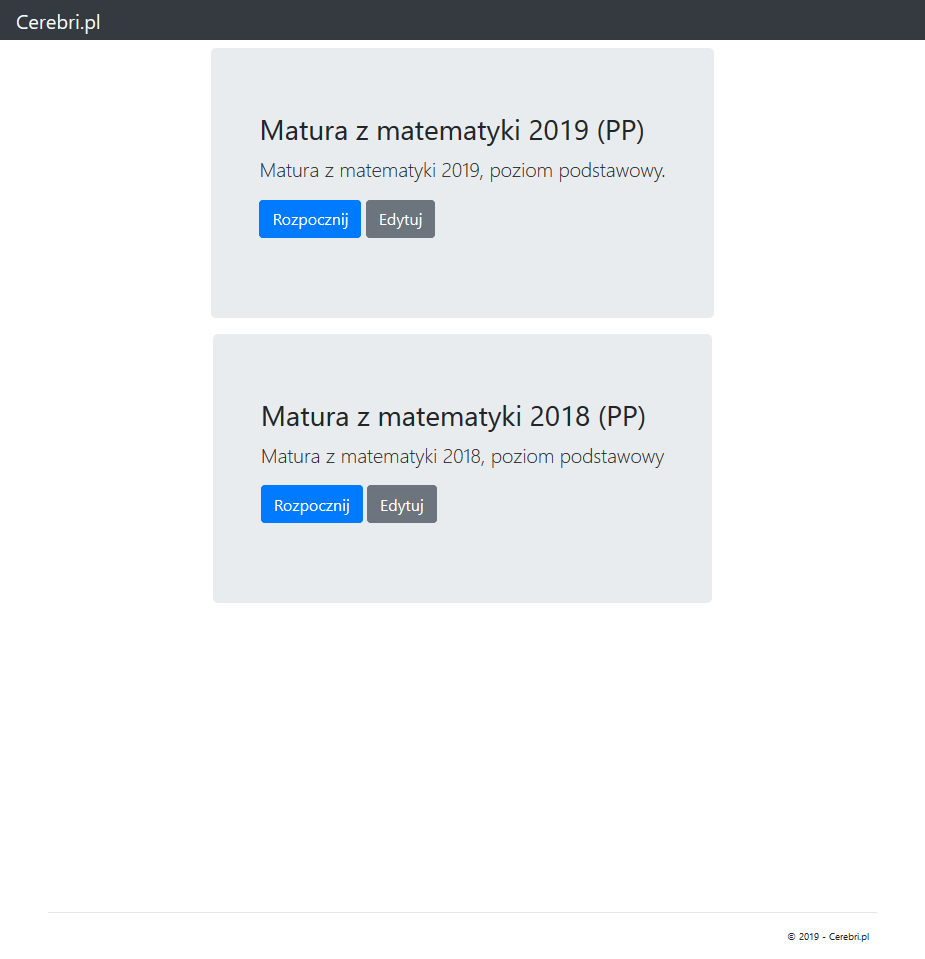 Cerebri.pl
Matura z matematyki 2019 (PP)
Matura z matematyki 2019, poziom podstawowy.
Rozpocznij Edytuj
Matura z matematyki 2018 (PP)
Matura z matematyki 2018, poziom podstawowy
Rozpocznij Edytuj
© 2019 - Cerebri.pl